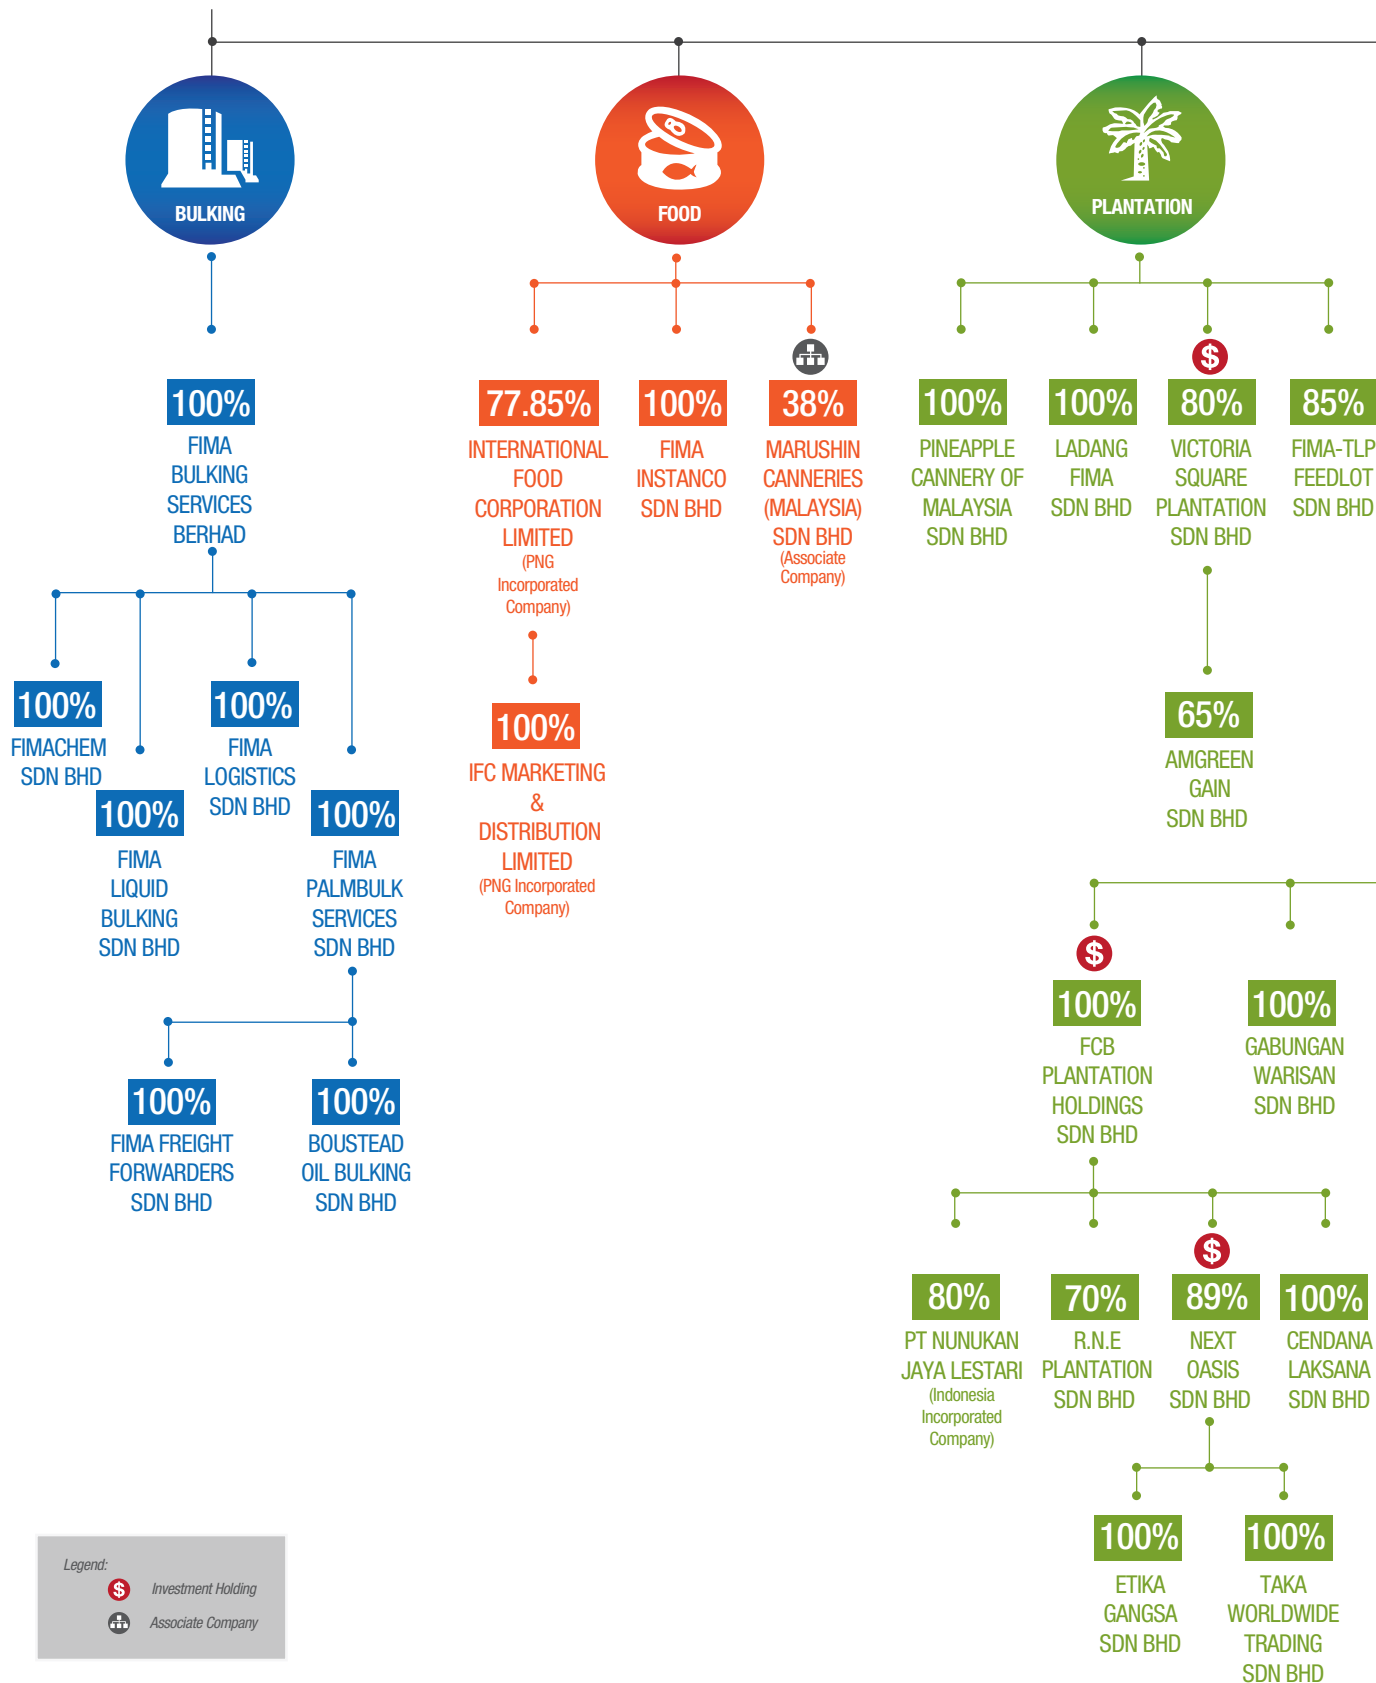 BULKING
100%
FIMA
BULKING
SERVICES
BERHAD
100%
FIMACHEM
SDN BHD
100%
FIMA
LIQUID
BULKING
SDN BHD
100%
FIMA
LOGISTICS
SDN BHD
100%
FIMA
PALMBULK
SERVICES
SDN BHD
100%
FIMA FREIGHT
FORWARDERS
SDN BHD
100%
BOUSTEAD
OIL BULKING
SDN BHD
FOOD
77.85%
INTERNATIONAL
FOOD
CORPORATION
LIMITED
(PNG
Incorporated
Company)
100%
IFC MARKETING
&
DISTRIBUTION
LIMITED
(PNG Incorporated
Company)
100%
FIMA
INSTANCO
SDN BHD
38%
MARUSHIN
CANNERIES
(MALAYSIA)
SDN BHD
(Associate
Company)
PLANTATION
100%
PINEAPPLE
CANNERY OF
MALAYSIA
SDN BHD
100%
LADANG
FIMA
SDN BHD
$
80%
VICTORIA
SQUARE
PLANTATION
SDN BHD
85%
FIMA-TLP
FEEDLOT
SDN BHD
65%
AMGREEN
GAIN
SDN BHD
$
100%
FCB
PLANTATION
HOLDINGS
SDN BHD
100%
GABUNGAN
WARISAN
SDN BHD
80%
PT NUNUKAN
JAYA LESTARI
(Indonesia
Incorporated
Company)
70%
R.N.E
PLANTATION
SDN BHD
$
89%
NEXT
OASIS
SDN BHD
100%
CENDANA
LAKSANA
SDN BHD
100%
ETIKA
GANGSA
SDN BHD
100%
TAKA
WORLDWIDE
TRADING
SDN BHD
Legend:
$ Investment Holding
Associate Company